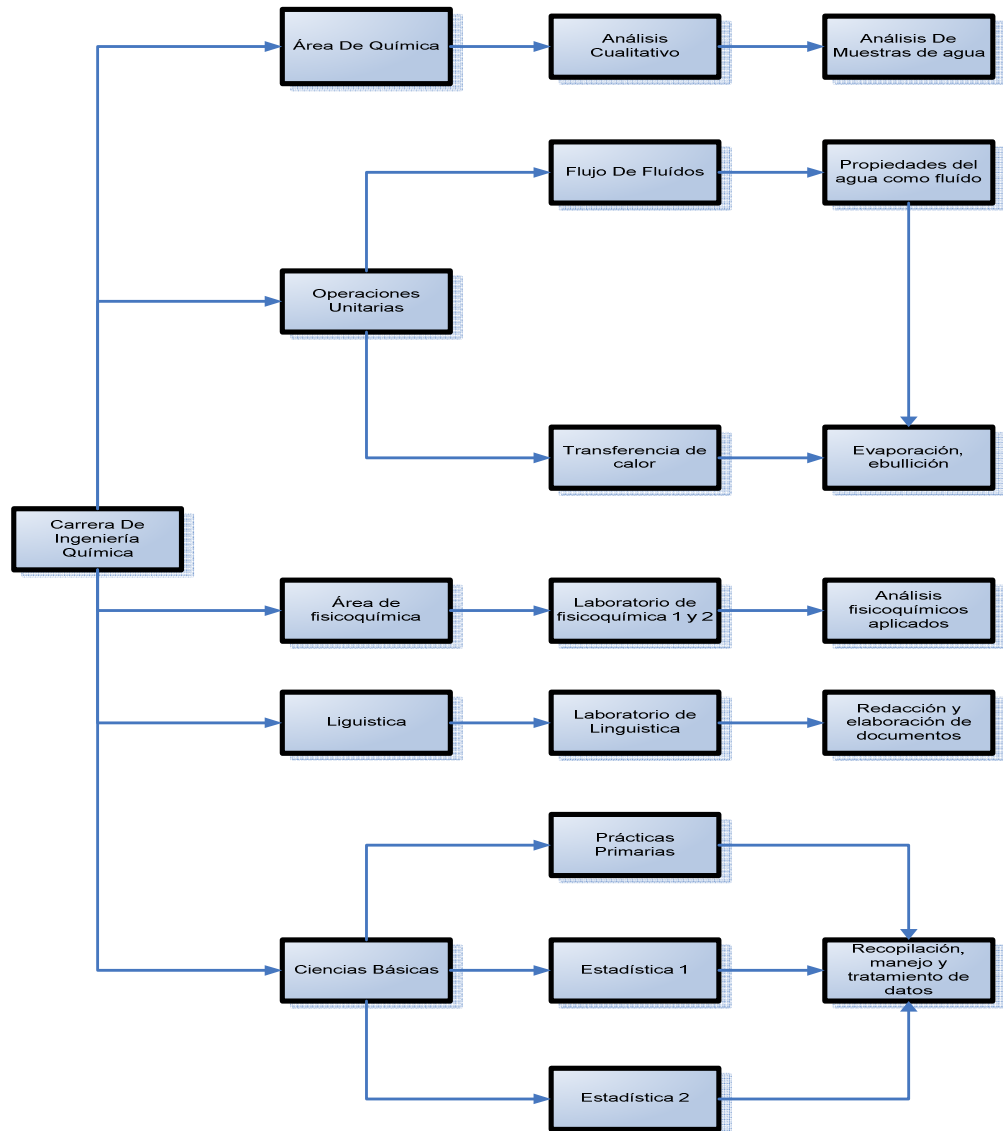 Área De Química
Análisis
Cualitativo
Análisis De
Muestras de agua
Flujo De Fluídos
Propiedades del
agua como fluído
Operaciones
Unitarias
Transferencia de
calor
Evaporación,
ebullición
Carrera De
Ingeniería
Química
Área de
fisicoquímica
Laboratorio de
fisicoquímica 1 y 2
Análisis
fisicoquímicos
aplicados
Liguistica
Laboratorio de
Linguistica
Redacción y
elaboración de
documentos
Prácticas
Primarias
Ciencias Básicas
Estadística 1
Recopilación,
manejo y
tratamiento de
datos
Estadística 2